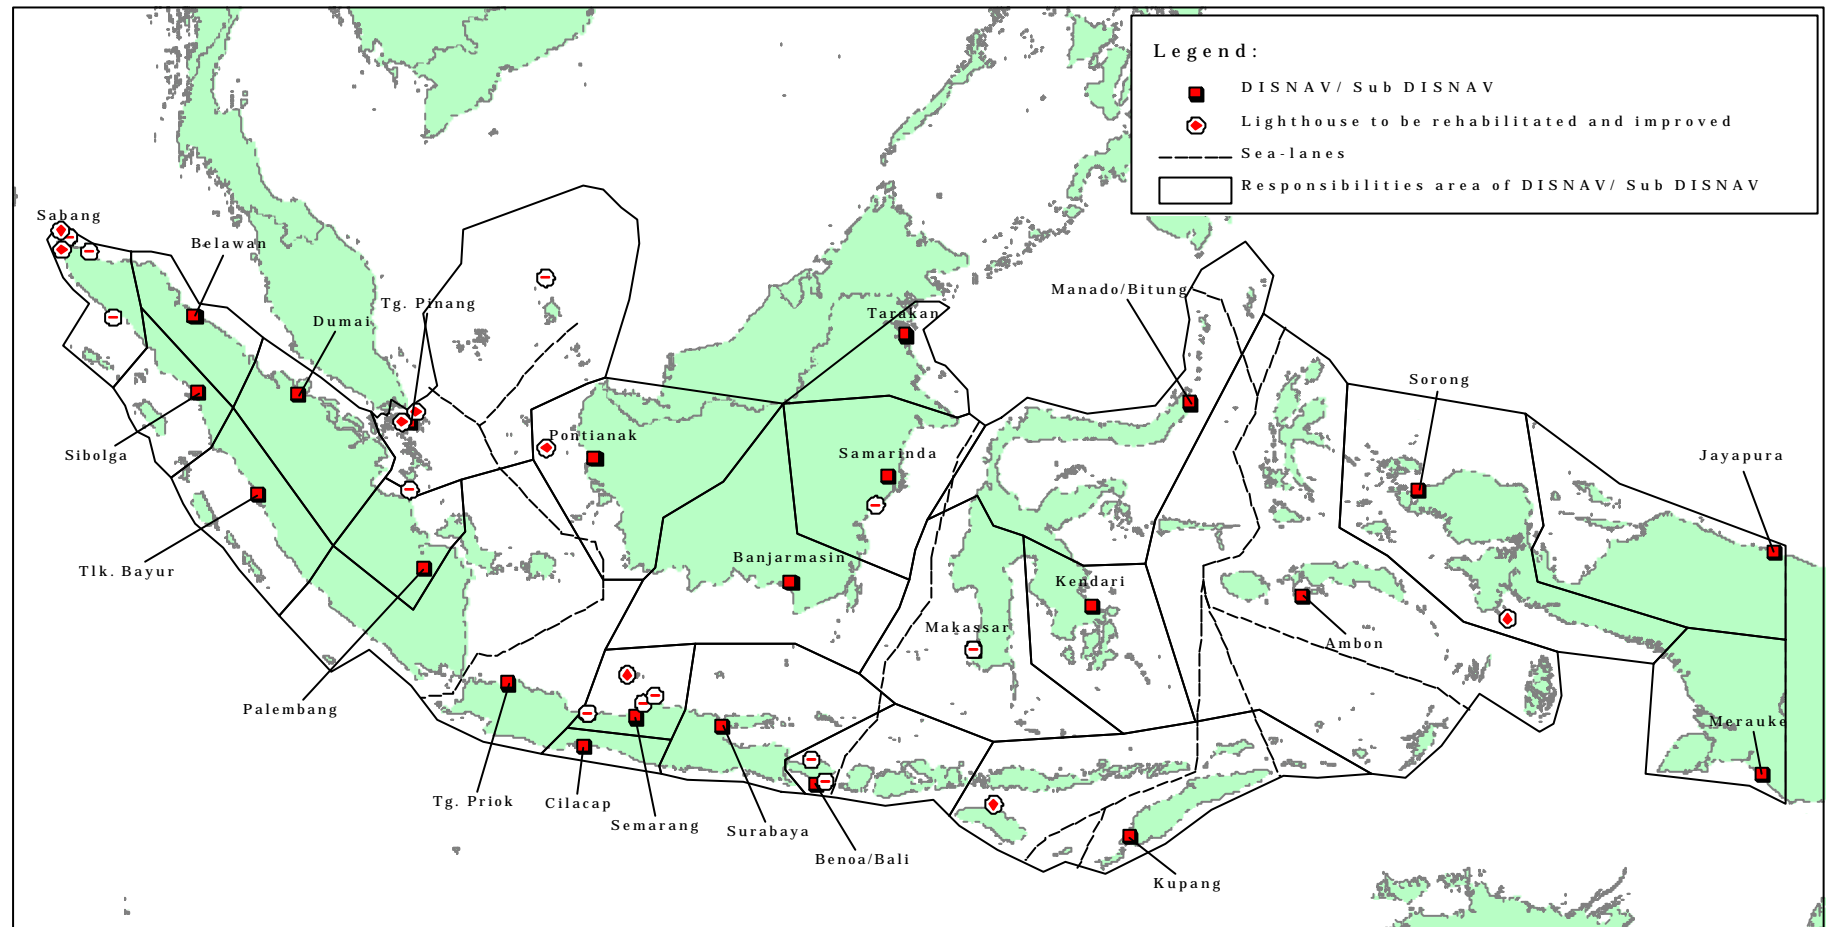 Legend:
DISNAV/ Sub DISNAV
Lighthouse to be rehabilitated and improved
Sea-lanes
Responsibilities area of DISNAV/ Sub DISNAV
Sabang
Belawan
Tg. Pinang
Dumai
Manado/Bitung
Tarakan
Sorong
Pontianak
Samarinda
Sibolga
Jayapura
Tlk. Bayur
Banjarmasin
Kendari
Makassar
Ambon
Palembang
Merauke
Tg. Priok
Cilacap
Semarang
Surabaya
Benoa/Bali
Kupang